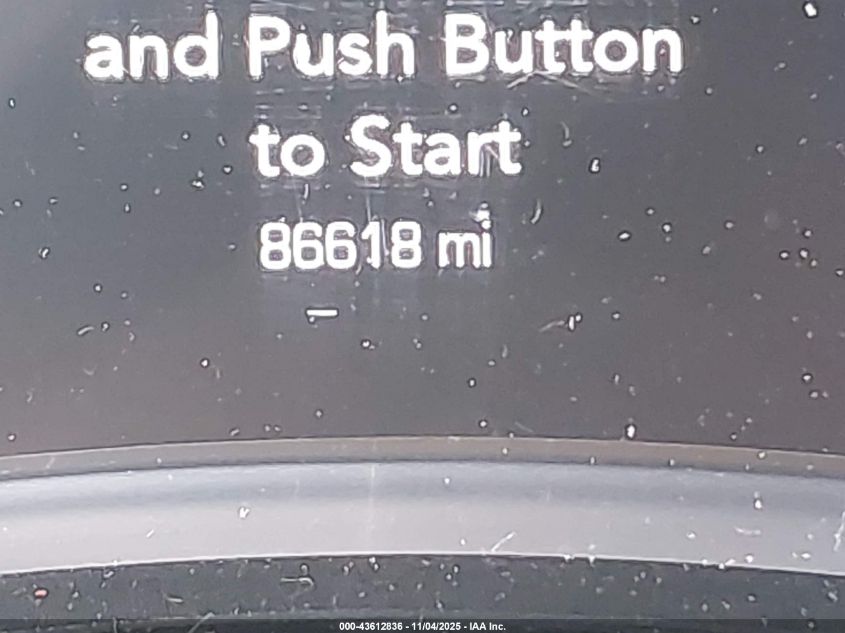 and Push Button
to Start
86618 mi
000-43612836 - 11/04/2025 - IAA Inc.